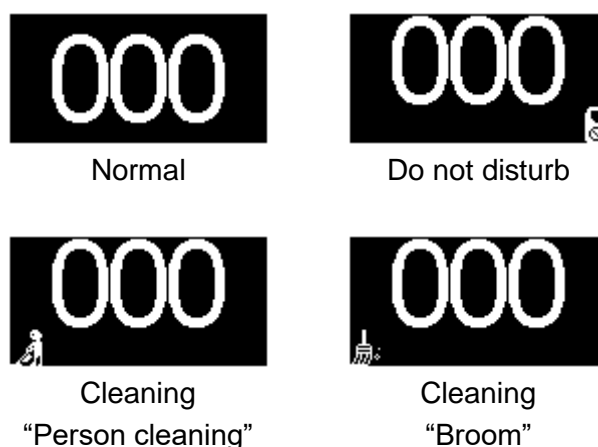 000
000
Normal
Do not disturb
000
000
Cleaning
“Person cleaning”
Cleaning
“Broom”